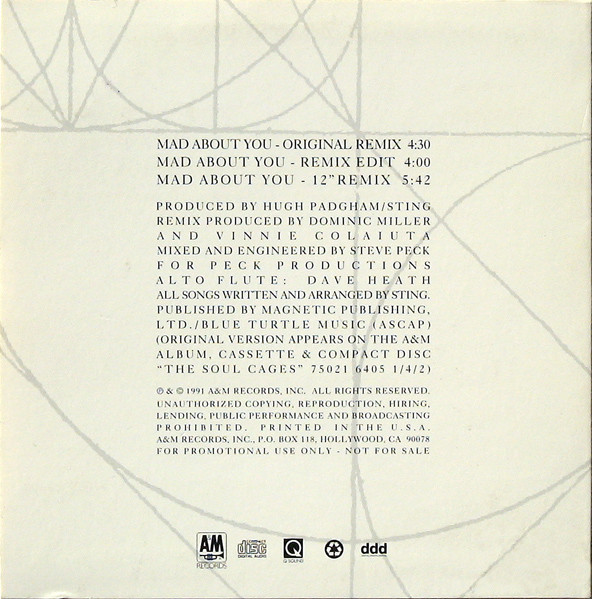 MAD ABOUT YOU - ORIGINAL REMIX 4:30
MAD ABOUT YOU - REMIX EDIT 4:00
MAD ABOUT YOU - 12” REMIX 5:42
PRODUCED BY HUGH PADGHAM/STING
REMIX PRODUCED BY DOMINIC MILLER
AND VINNIE COLAIUTA
MIXED AND ENGINEERED BY STEVE PECK
FOR PECK PRODUCTIONS
ALTO FLUTE: DAVE HEATH
ALL SONGS WRITTEN AND ARRANGED BY STING.
PUBLISHED BY MAGNETIC PUBLISHING,
LTD./BLUE TURTLE MUSIC (ASCAP)
(ORIGINAL VERSION APPEARS ON THE A&M
ALBUM, CASSETTE & COMPACT DISC
“THE SOUL CAGES” 75021 6405 1/4/2)
℗ & © 1991 A&M RECORDS, INC. ALL RIGHTS RESERVED.
UNAUTHORIZED COPYING, REPRODUCTION, HIRING,
LENDING, PUBLIC PERFORMANCE AND BROADCASTING
PROHIBITED. PRINTED IN THE U.S.A.
A&M RECORDS, INC., P.O. BOX 118, HOLLYWOOD, CA 90078
FOR PROMOTIONAL USE ONLY - NOT FOR SALE
A&M RECORDS
COMPACT disc DIGITAL AUDIO
Q SOUND
ddd